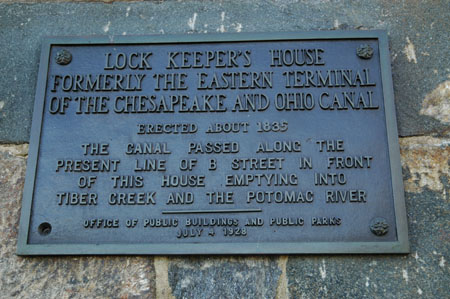 LOCK KEEPER'S HOUSE
FORMERLY THE EASTERN TERMINAL
OF THE CHESAPEAKE AND OHIO CANAL
ERECTED ABOUT 1835
THE CANAL PASSED ALONG THE
PRESENT LINE OF B STREET IN FRONT
OF THIS HOUSE EMPTYING INTO
TIBER CREEK AND THE POTOMAC RIVER
OFFICE OF PUBLIC BUILDINGS AND PUBLIC PARKS
JULY 4 1928